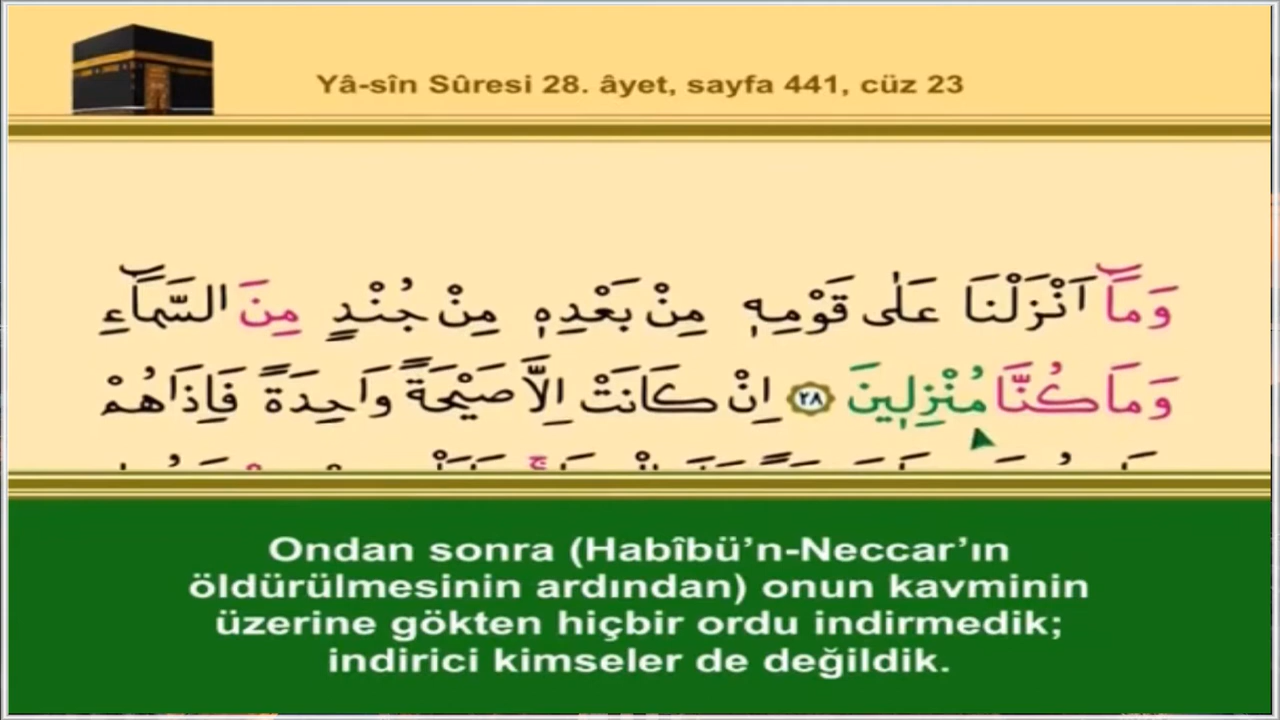 Yâ-sîn Sûresi 28. âyet, sayfa 441, cüz 23
وَمَٓا اَنْزَلْنَا عَلٰى قَوْمِه۪ مِنْ بَعْدِه۪ مِنْ جُنْدٍ مِنَ السَّمَٓاءِ
وَمَا كُنَّا مُنْزِل۪ينَ ﴿٢٨﴾ اِنْ كَانَتْ اِلَّا صَيْحَةً وَاحِدَةً فَاِذَا هُمْ
Ondan sonra (Habîbü’n-Neccar’ın
öldürülmesinin ardından) onun kavminin
üzerine gökten hiçbir ordu indirmedik;
indirici kimseler de değildik.